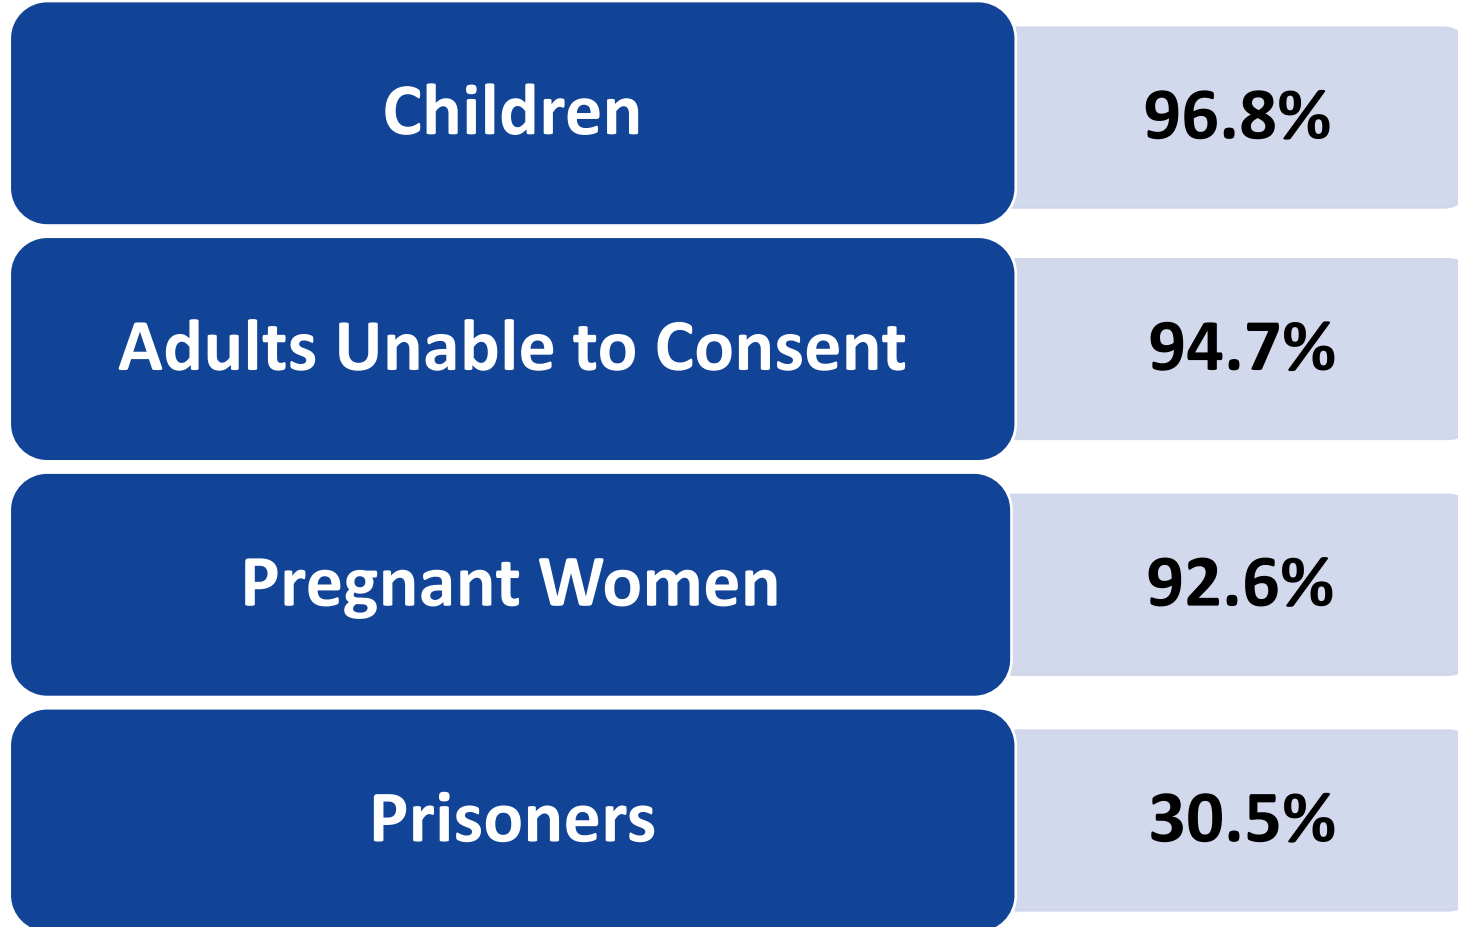 Children
96.8%
Adults Unable to Consent
94.7%
Pregnant Women
92.6%
Prisoners
30.5%